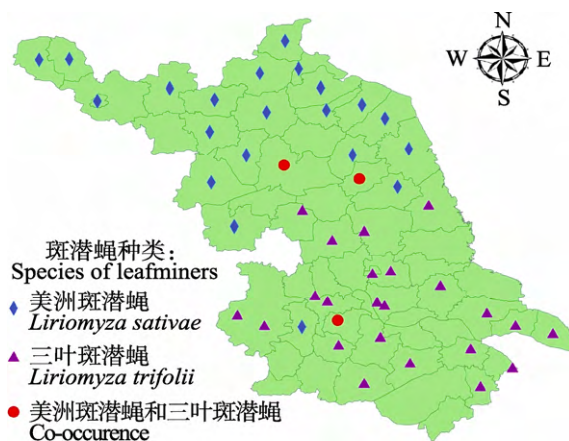 N
W E
S
斑潜蝇种类：
Species of leafminers
美洲斑潜蝇
Liriomyza sativae
三叶斑潜蝇
Liriomyza trifolii
美洲斑潜蝇和三叶斑潜蝇
Co-occurence